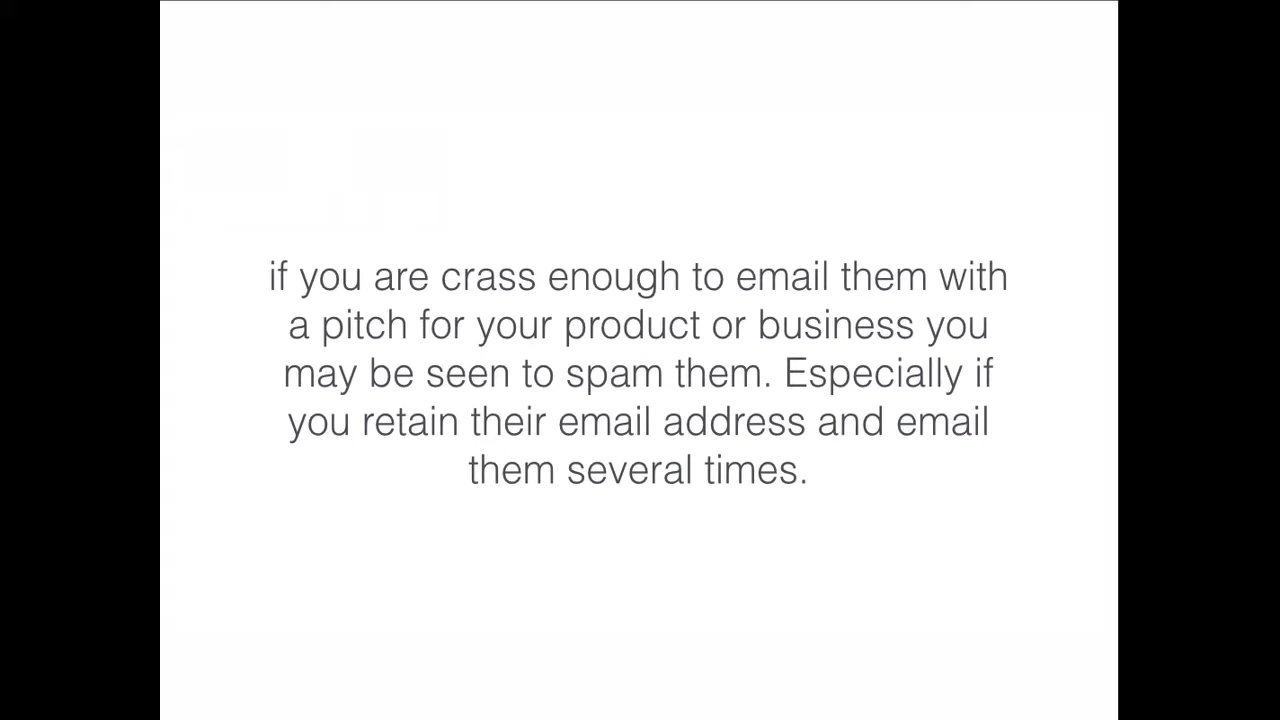 if you are crass enough to email them with
a pitch for your product or business you
may be seen to spam them. Especially if
you retain their email address and email
them several times.